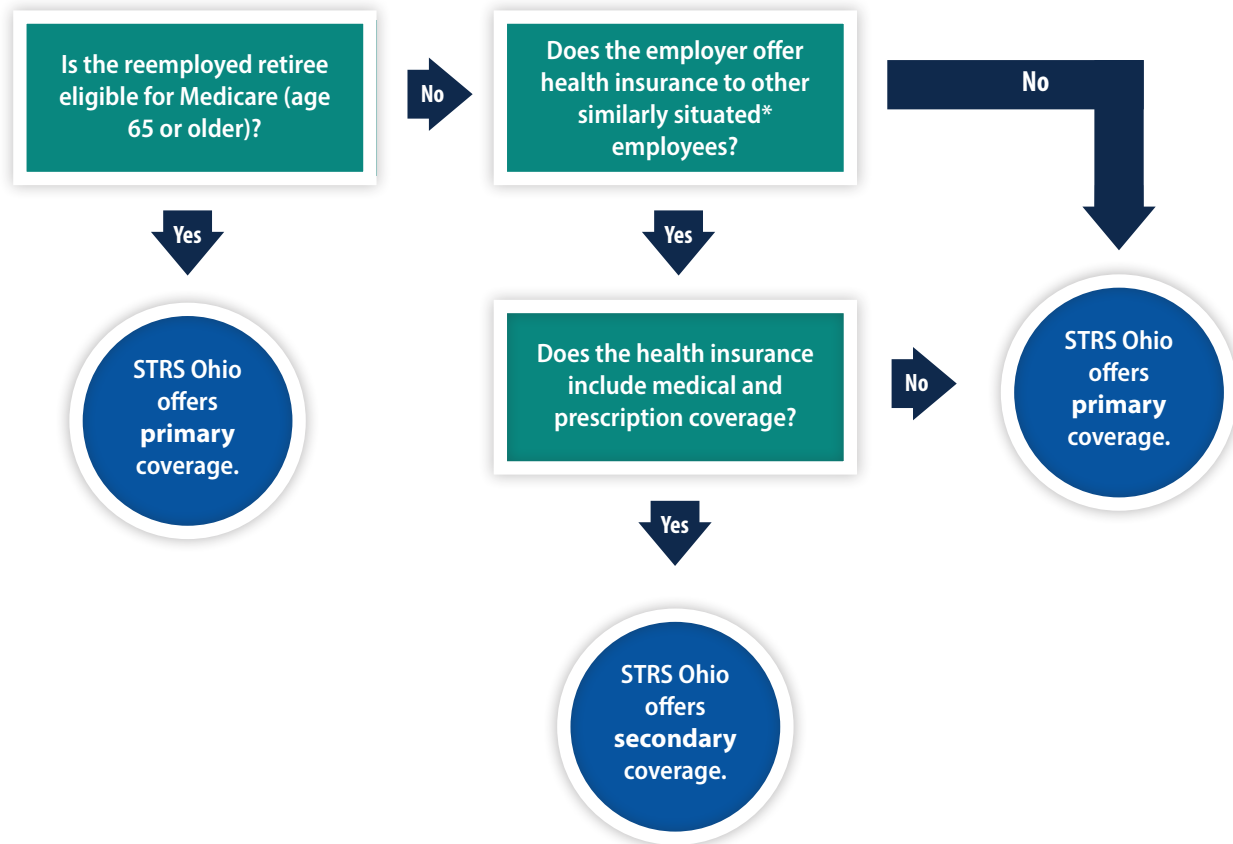 Is the reemployed retiree
eligible for Medicare (age
65 or older)?
No
Does the employer offer
health insurance to other
similarly situated*
employees?
No
Yes
STRS Ohio
offers
primary
coverage.
Yes
Does the health insurance
include medical and
prescription coverage?
No
STRS Ohio
offers
primary
coverage.
Yes
STRS Ohio
offers
secondary
coverage.